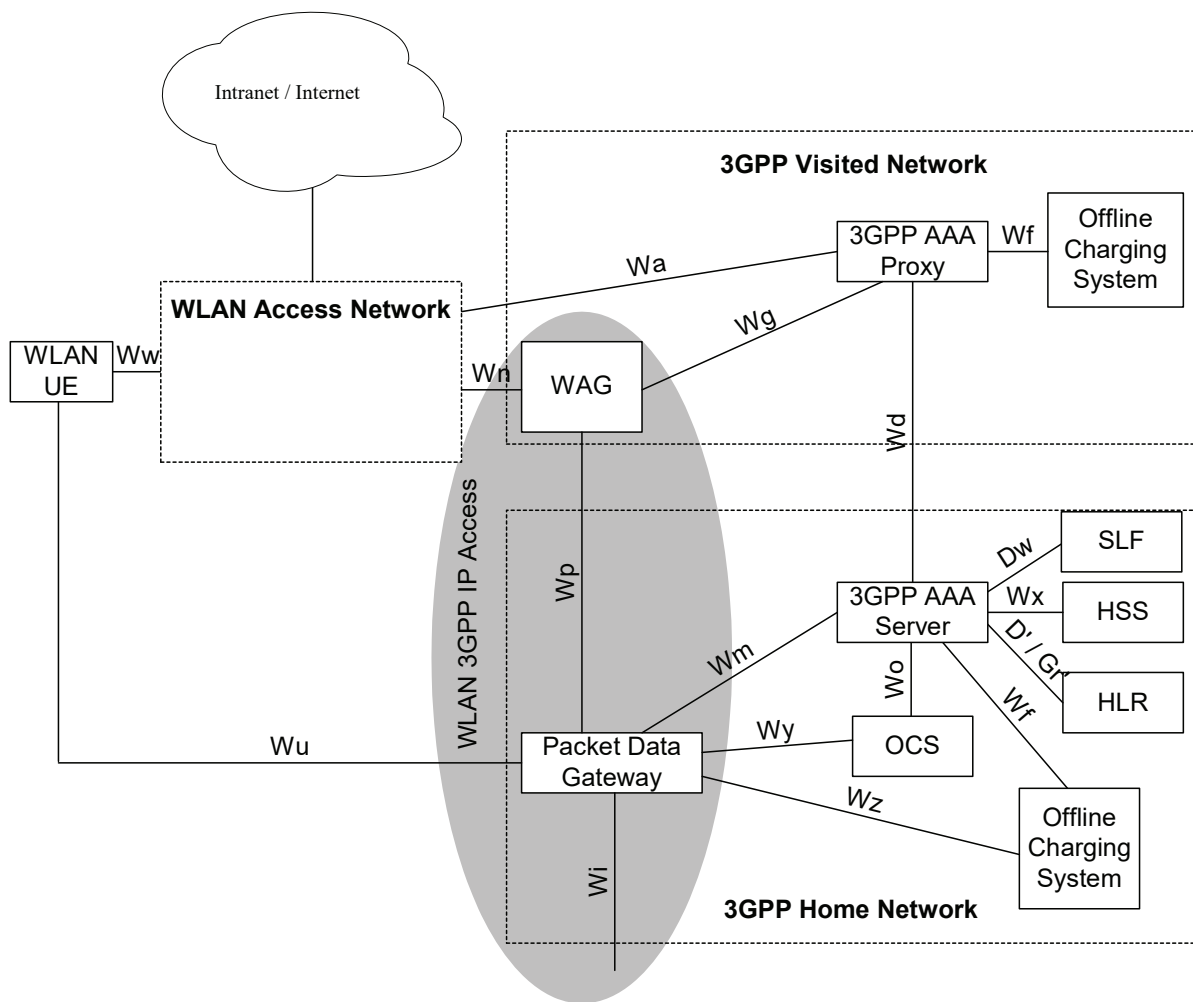 Intranet / Internet
3GPP Visited Network
Offline
Charging
System
3GPP AAA
Proxy
Wf
Wa
WLAN Access Network
Wg
WLAN
UE
Ww
Wn
WAG
Wd
WLAN 3GPP IP Access
Wp
SLF
Dw
3GPP AAA
Server
Wx
HSS
D' / Gr'
HLR
Wm
Wo
Wf
Wu
Packet Data
Gateway
Wy
OCS
Wz
Offline
Charging
System
Wi
3GPP Home Network